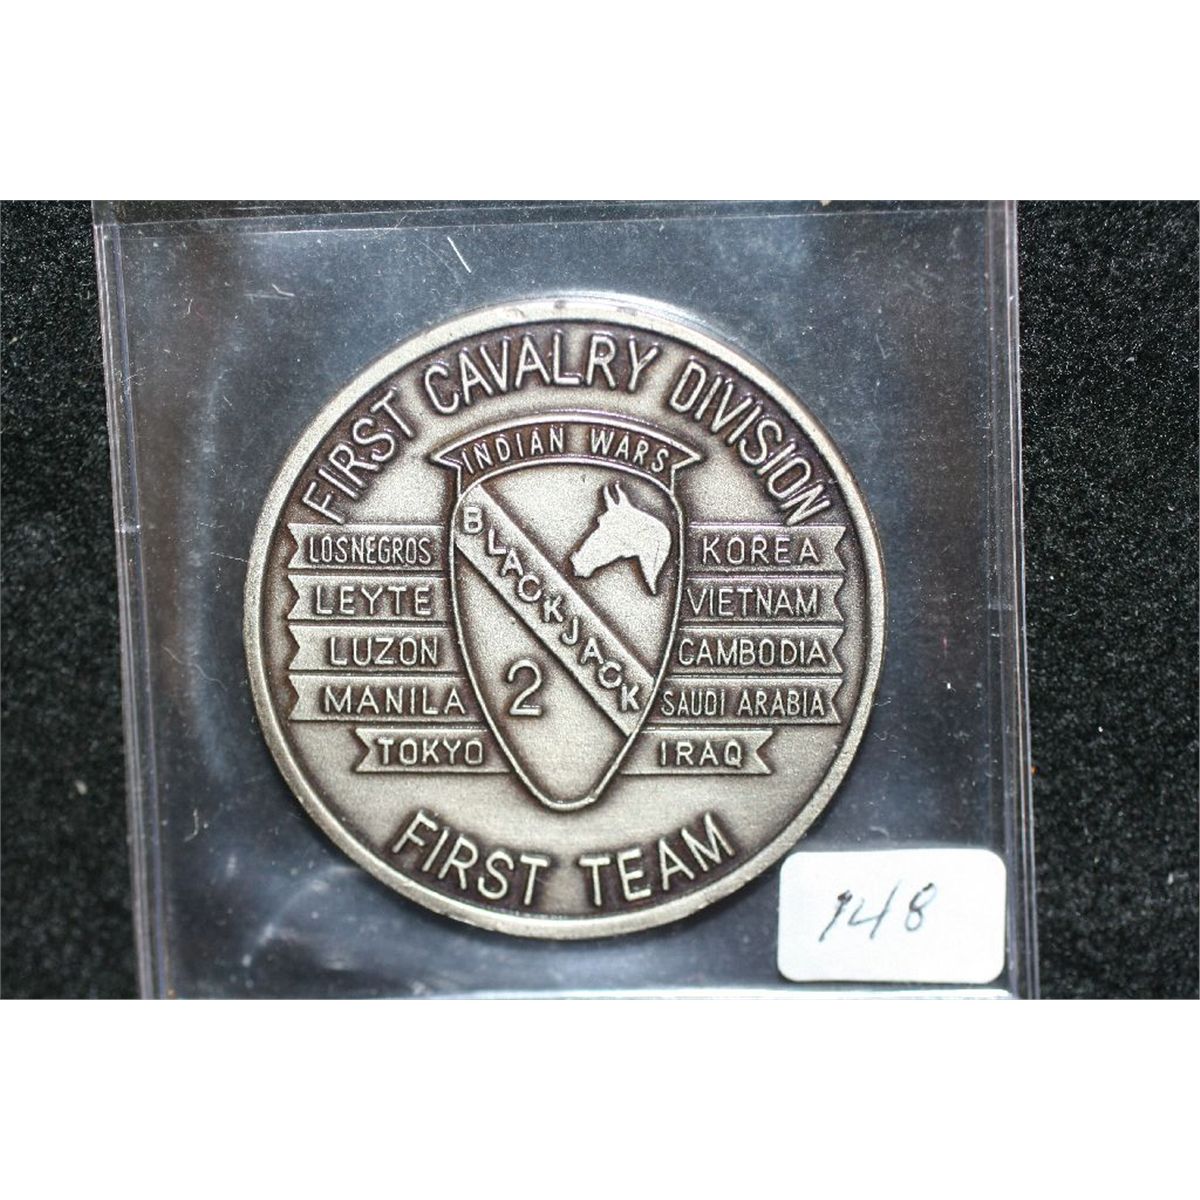 FIRST CAVALRY DIVISION
INDIAN WARS
BLACKJACK
2
LOSNEGROS
LEYTE
LUZON
MANILA
TOKYO
KOREA
VIETNAM
CAMBODIA
SAUDI ARABIA
IRAQ
FIRST TEAM
148